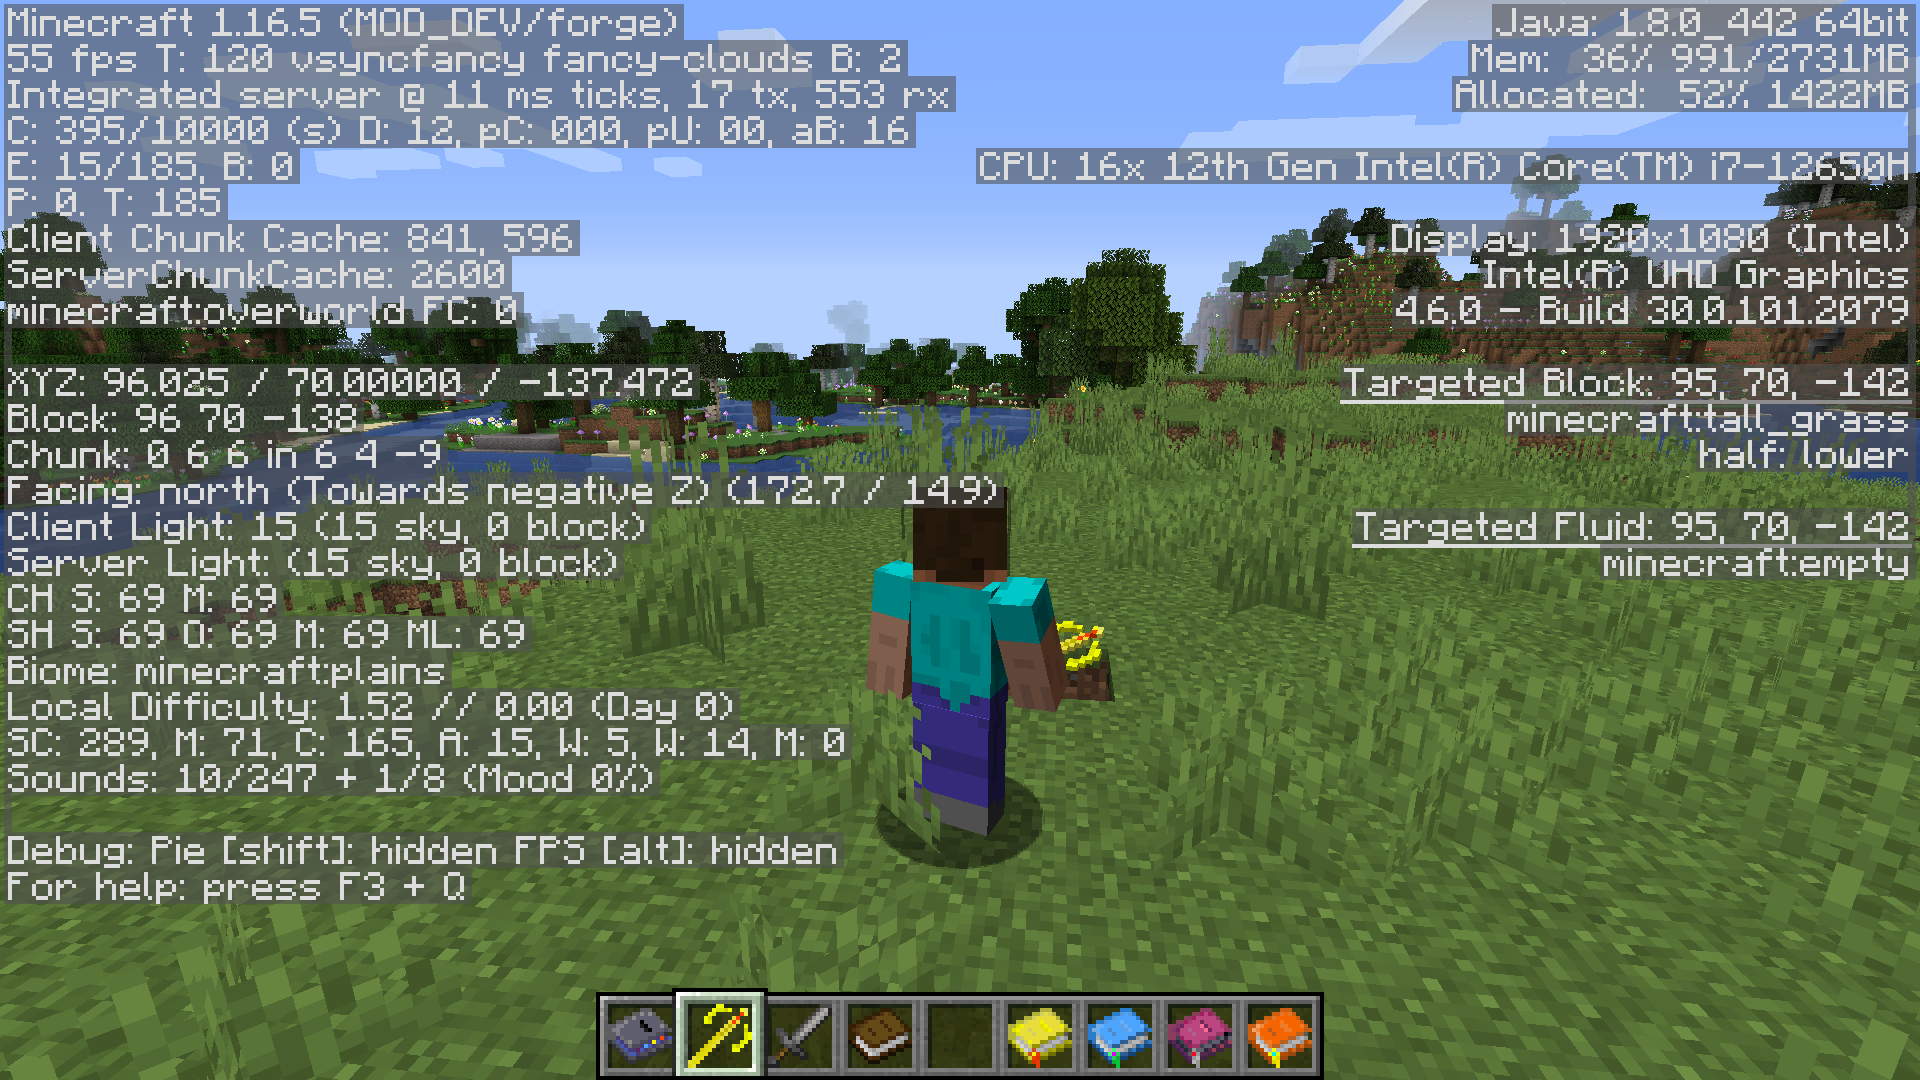 Minecraft 1.16.5 (MOD_DEV/forge)
55 fps T: 120 vsyncfancy fancy-clouds B: 2
Integrated server @ 11 ms ticks, 17 tx, 553 rx
C: 395/10000 (s) D: 12, pC: 000, pU: 00, aB: 16
E: 15/185, B: 0
P: 0. T: 185
Client Chunk Cache: 841, 596
ServerChunkCache: 2600
minecraft:overworld FC: 0
XYZ: 96.025 / 70.00000 / -137.472
Block: 96 70 -138
Chunk: 0 6 6 in 6 4 -9
Facing: north (Towards negative Z) (172.7 / 14.9)
Client Light: 15 (15 sky, 0 block)
Server Light: (15 sky, 0 block)
CH S: 69 M: 69
SH S: 69 O: 69 M: 69 ML: 69
Biome: minecraft:plains
Local Difficulty: 1.52 // 0.00 (Day 0)
SC: 289, M: 71, C: 165, A: 15, W: 5, W: 14, M: 0
Sounds: 10/247 + 1/8 (Mood 0%)
Debug: Pie [shift]: hidden FPS [alt]: hidden
For help: press F3 + Q
Java: 1.8.0_442 64bit
Mem: 36% 991/2731MB
Allocated: 52% 1422MB
CPU: 16x 12th Gen Intel(R) Core(TM) i7-12650H
Display: 1920x1080 (Intel)
Intel(R) UHD Graphics
4.6.0 - Build 30.0.101.2079
Targeted Block: 95, 70, -142
minecraft:tall_grass
half: lower
Targeted Fluid: 95, 70, -142
minecraft:empty